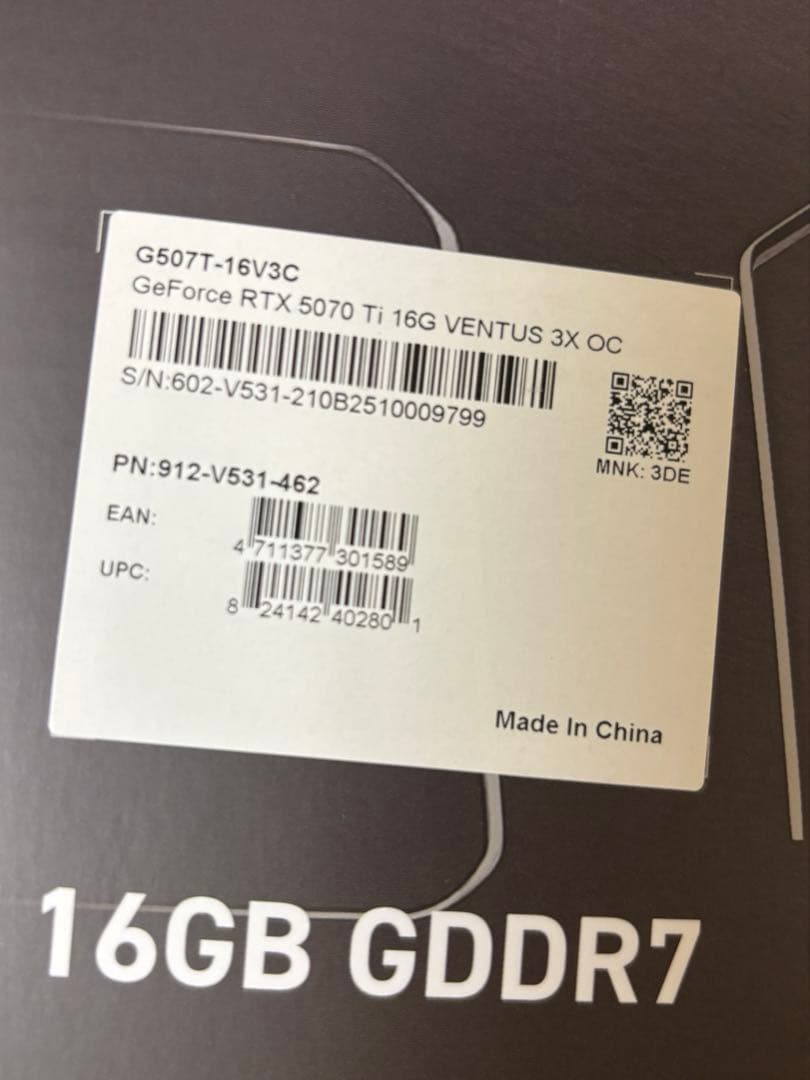 G507T-16V3C
GeForce RTX 5070 Ti 16G VENTUS 3X OC
S/N:602-V531-210B2510009799
MNK: 3DE
PN:912-V531-462
EAN:
4 711377 301589
UPC:
8 24142 40280 1
Made In China
16GB GDDR7